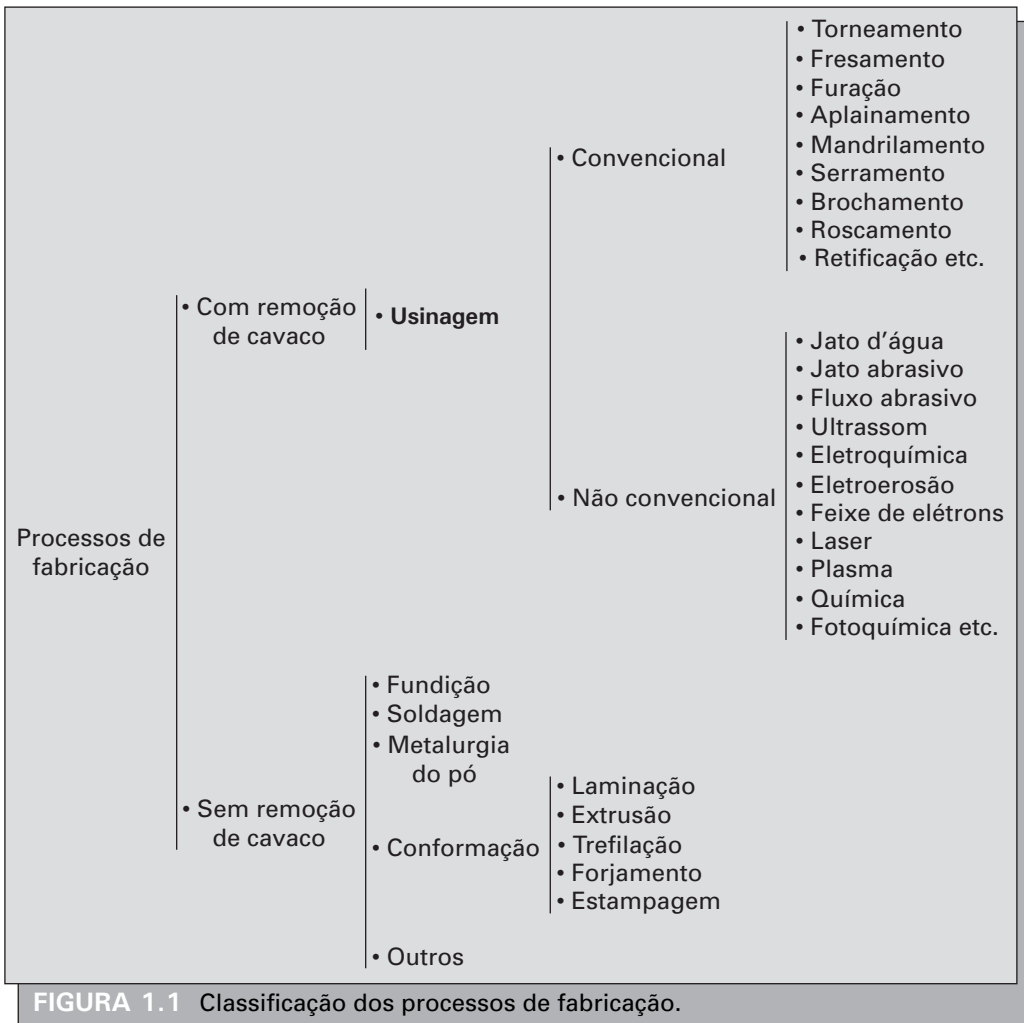 • Torneamento
• Fresamento
• Furação
• Aplainamento
• Mandrilamento
• Serramento
• Brochamento
• Roscamento
• Retificação etc.
• Convencional
• Com remoção
de cavaco
• Usinagem
• Jato d'água
• Jato abrasivo
• Fluxo abrasivo
• Ultrassom
• Eletroquímica
• Eletroerosão
• Feixe de elétrons
• Laser
• Plasma
• Química
• Fotoquímica etc.
• Não convencional
Processos de
fabricação
• Fundição
• Soldagem
• Metalurgia
do pó
• Sem remoção
de cavaco
• Conformação
• Laminação
• Extrusão
• Trefilação
• Forjamento
• Estampagem
• Outros
FIGURA 1.1 Classificação dos processos de fabricação.